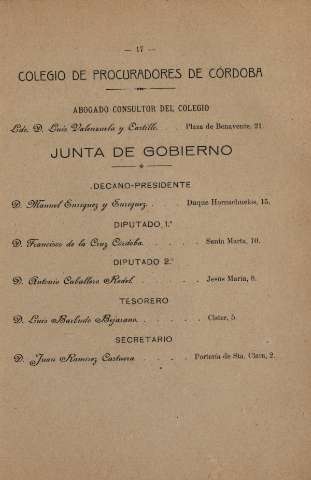 — 17 —
COLEGIO DE PROCURADORES DE CÓRDOBA
ABOGADO CONSULTOR DEL COLEGIO
Ldo. D. Luis Valenzuela y Castillo. . . Plaza de Benavente, 21
JUNTA DE GOBIERNO
DECANO-PRESIDENTE
D. Manuel Enriquez y Enriquez. . . Duque Hornachuelos, 15.
DIPUTADO 1.º
D. Francisco de la Cruz Córdoba. . . . . Santa Marta, 10.
DIPUTADO 2.º
D. Antonio Caballero Redel. . . . . . Jesús María, 8.
TESORERO
D. Luis Barbudo Bejarano. . . . . . Cister, 5.
SECRETARIO
D. Juan Ramírez Castuera. . . . . . Portería de Sta. Clara, 2.